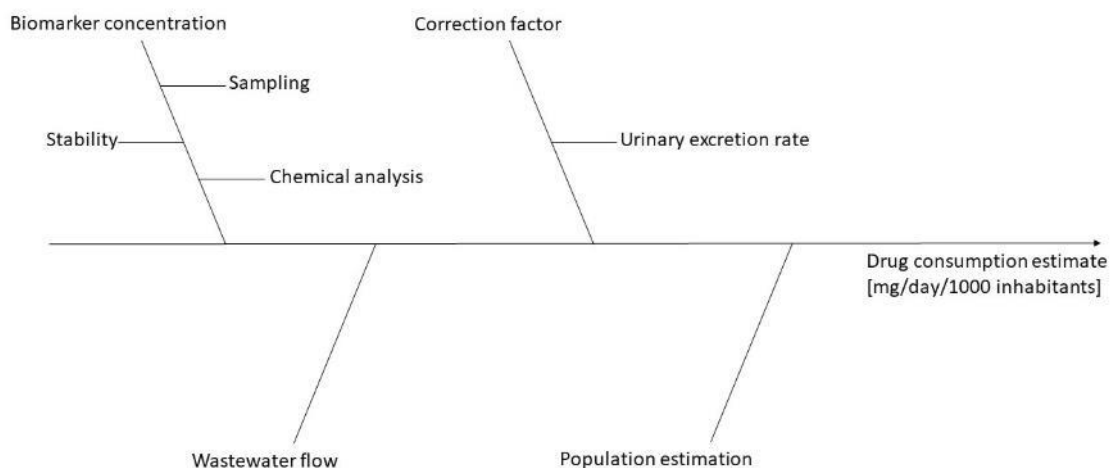 Biomarker concentration
Correction factor
Sampling
Stability
Urinary excretion rate
Chemical analysis
Drug consumption estimate
[mg/day/1000 inhabitants]
Wastewater flow
Population estimation